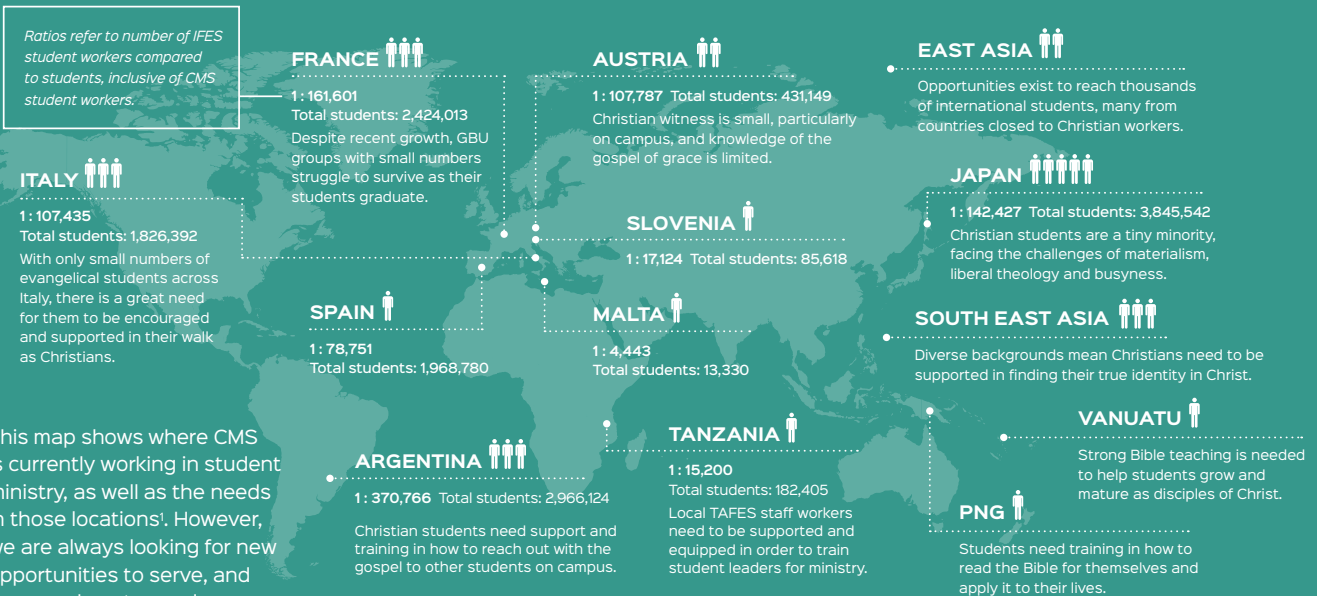 Ratios refer to number of IFES
student workers compared
to students, inclusive of CMS
student workers.
FRANCE
1 : 161,601
Total students: 2,424,013
Despite recent growth, GBU
groups with small numbers
struggle to survive as their
students graduate.
AUSTRIA
1 : 107,787 Total students: 431,149
Christian witness is small, particularly
on campus, and knowledge of the
gospel of grace is limited.
EAST ASIA
Opportunities exist to reach thousands
of international students, many from
countries closed to Christian workers.
ITALY
1 : 107,435
Total students: 1,826,392
With only small numbers of
evangelical students across
Italy, there is a great need
for them to be encouraged
and supported in their walk
as Christians.
JAPAN
1 : 142,427 Total students: 3,845,542
Christian students are a tiny minority,
facing the challenges of materialism,
liberal theology and busyness.
SLOVENIA
1 : 17,124 Total students: 85,618
SPAIN
1 : 78,751
Total students: 1,968,780
MALTA
1 : 4,443
Total students: 13,330
SOUTH EAST ASIA
Diverse backgrounds mean Christians need to be
supported in finding their true identity in Christ.
VANUATU
Strong Bible teaching is needed
to help students grow and
mature as disciples of Christ.
TANZANIA
1 : 15,200
Total students: 182,405
Local TAFES staff workers
need to be supported and
equipped in order to train
student leaders for ministry.
ARGENTINA
1 : 370,766 Total students: 2,966,124
Christian students need support and
training in how to reach out with the
gospel to other students on campus.
PNG
Students need training in how to
read the Bible for themselves and
apply it to their lives.
his map shows where CMS
s currently working in student
ministry, as well as the needs
n those locations¹. However,
we are always looking for new
pportunities to serve, and